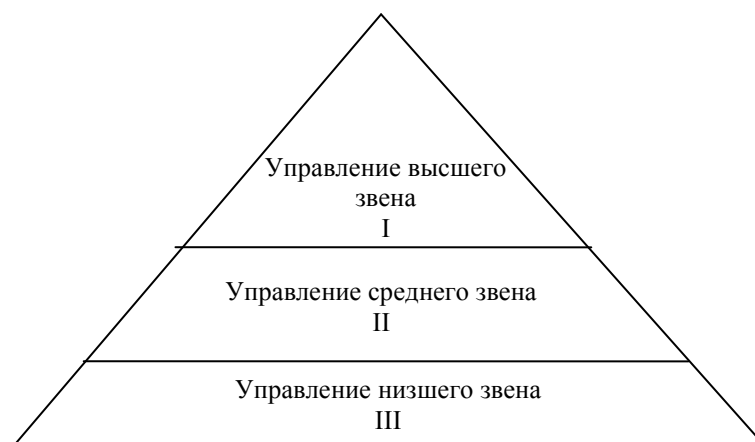 Управление высшего
звена
I
Управление среднего звена
II
Управление низшего звена
III